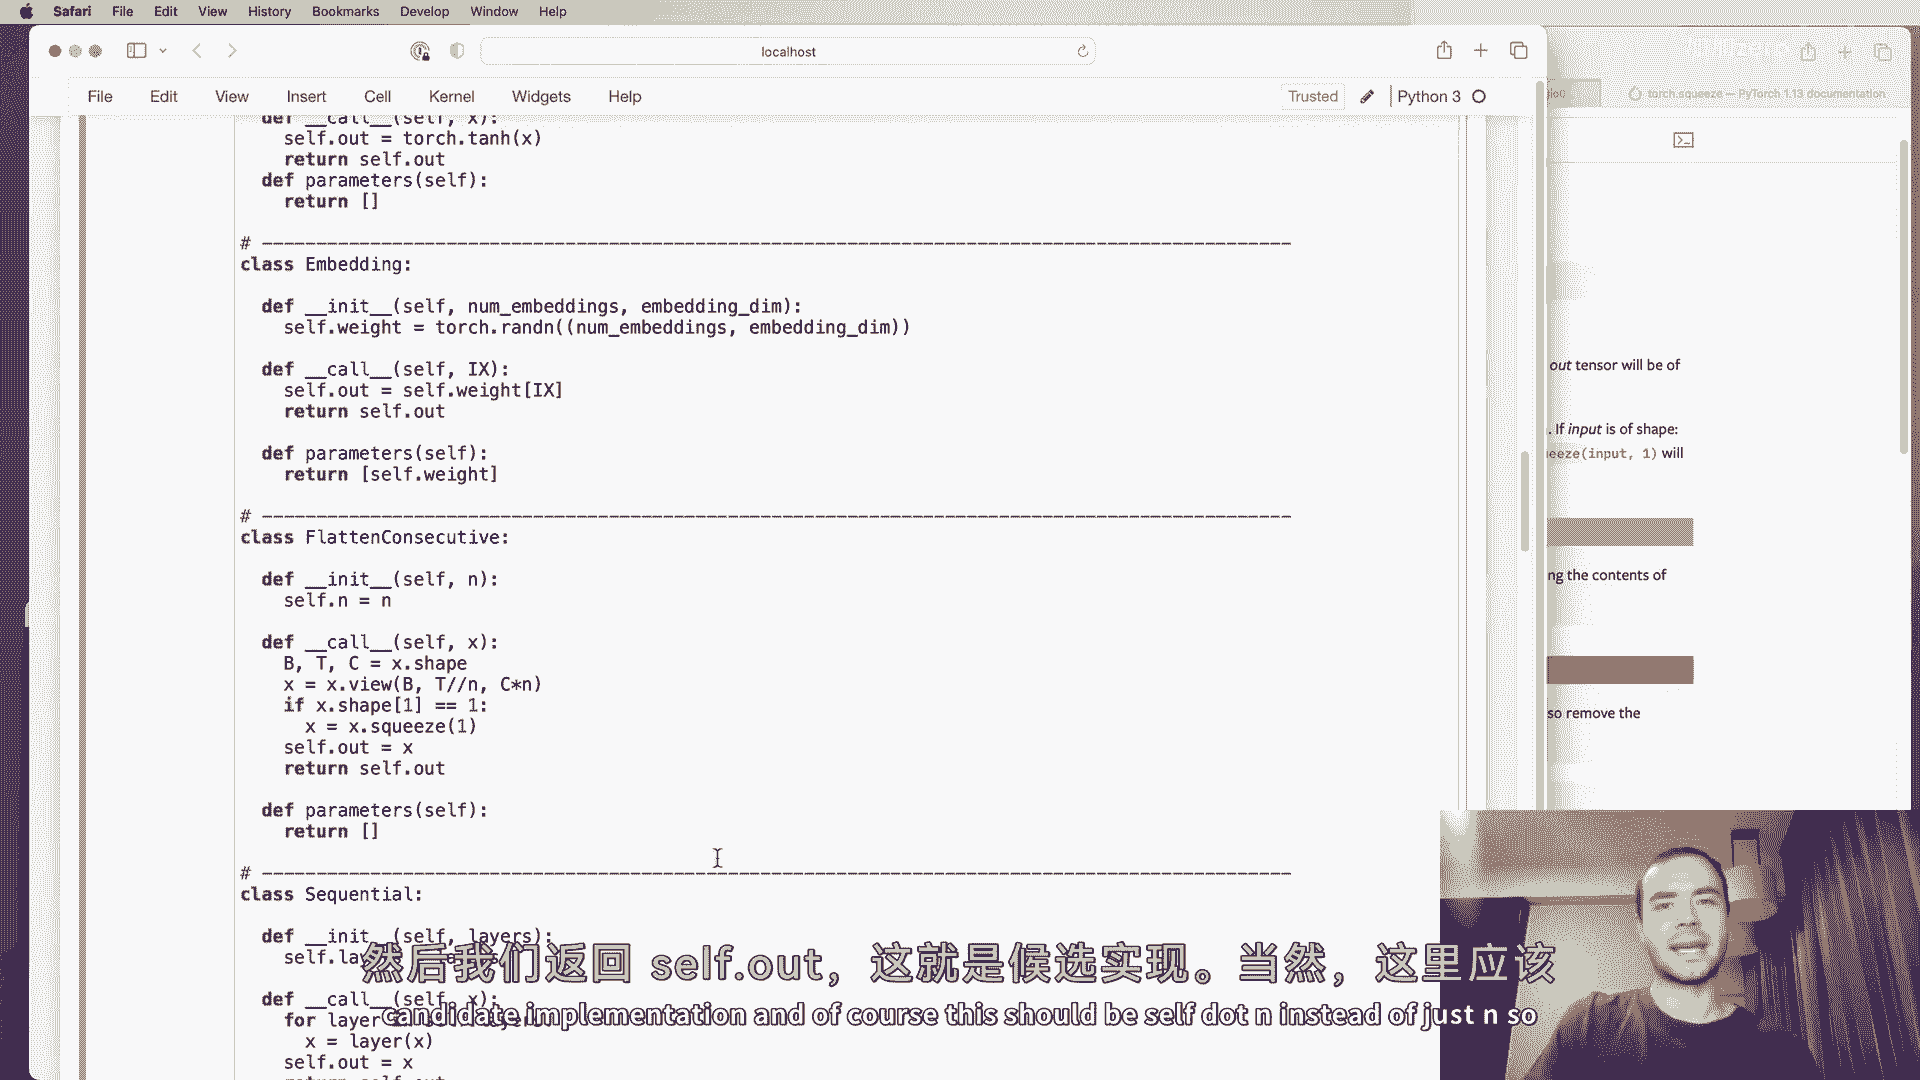 Safari File Edit View History Bookmarks Develop Window Help
localhost
File Edit View Insert Cell Kernel Widgets Help
Trusted Python 3
torch.squeeze — PyTorch 1.13 documentation
def __call__(self, x):
self.out = torch.tanh(x)
return self.out
def parameters(self):
return []
# ------------------------------------------------------------------------------------------------
class Embedding:
def __init__(self, num_embeddings, embedding_dim):
self.weight = torch.randn((num_embeddings, embedding_dim))
def __call__(self, IX):
self.out = self.weight[IX]
return self.out
def parameters(self):
return [self.weight]
# ------------------------------------------------------------------------------------------------
class FlattenConsecutive:
def __init__(self, n):
self.n = n
def __call__(self, x):
B, T, C = x.shape
x = x.view(B, T//n, C*n)
if x.shape[1] == 1:
x = x.squeeze(1)
self.out = x
return self.out
def parameters(self):
return []
# ------------------------------------------------------------------------------------------------
class Sequential:
def __init__(self, layers):
def __call__(self, x):
for layer
x = layer(x)
self.out = x
out tensor will be of
. If input is of shape:
eeze(input, 1) will
ng the contents of
so remove the
然后我们返回 self.out，这就是候选实现。当然，这里应该
candidate implementation and of course this should be self dot n instead of just n so